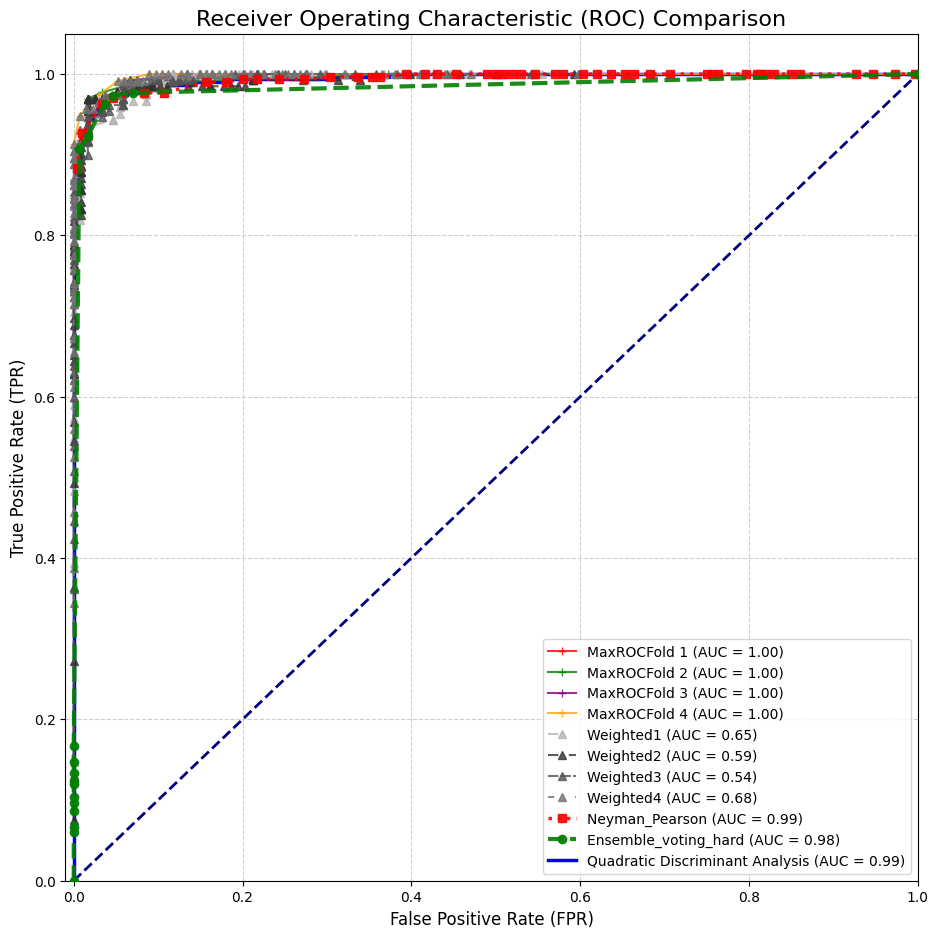 Receiver Operating Characteristic (ROC) Comparison
True Positive Rate (TPR)
1.0
0.8
0.6
0.4
0.2
0.0
MaxROCFold 1 (AUC = 1.00)
MaxROCFold 2 (AUC = 1.00)
MaxROCFold 3 (AUC = 1.00)
MaxROCFold 4 (AUC = 1.00)
Weighted1 (AUC = 0.65)
Weighted2 (AUC = 0.59)
Weighted3 (AUC = 0.54)
Weighted4 (AUC = 0.68)
Neyman_Pearson (AUC = 0.99)
Ensemble_voting_hard (AUC = 0.98)
Quadratic Discriminant Analysis (AUC = 0.99)
0.0 0.2 0.4 0.6 0.8 1.0
False Positive Rate (FPR)